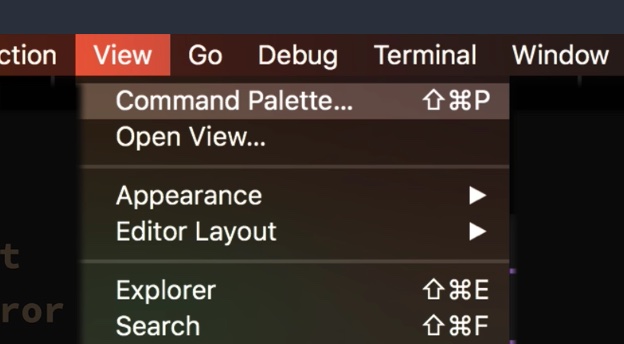 ction View Go Debug Terminal Window
Command Palette... ⇧⌘P
Open View...
Appearance ▶
Editor Layout ▶
Explorer ⇧⌘E
Search ⇧⌘F
t
ror